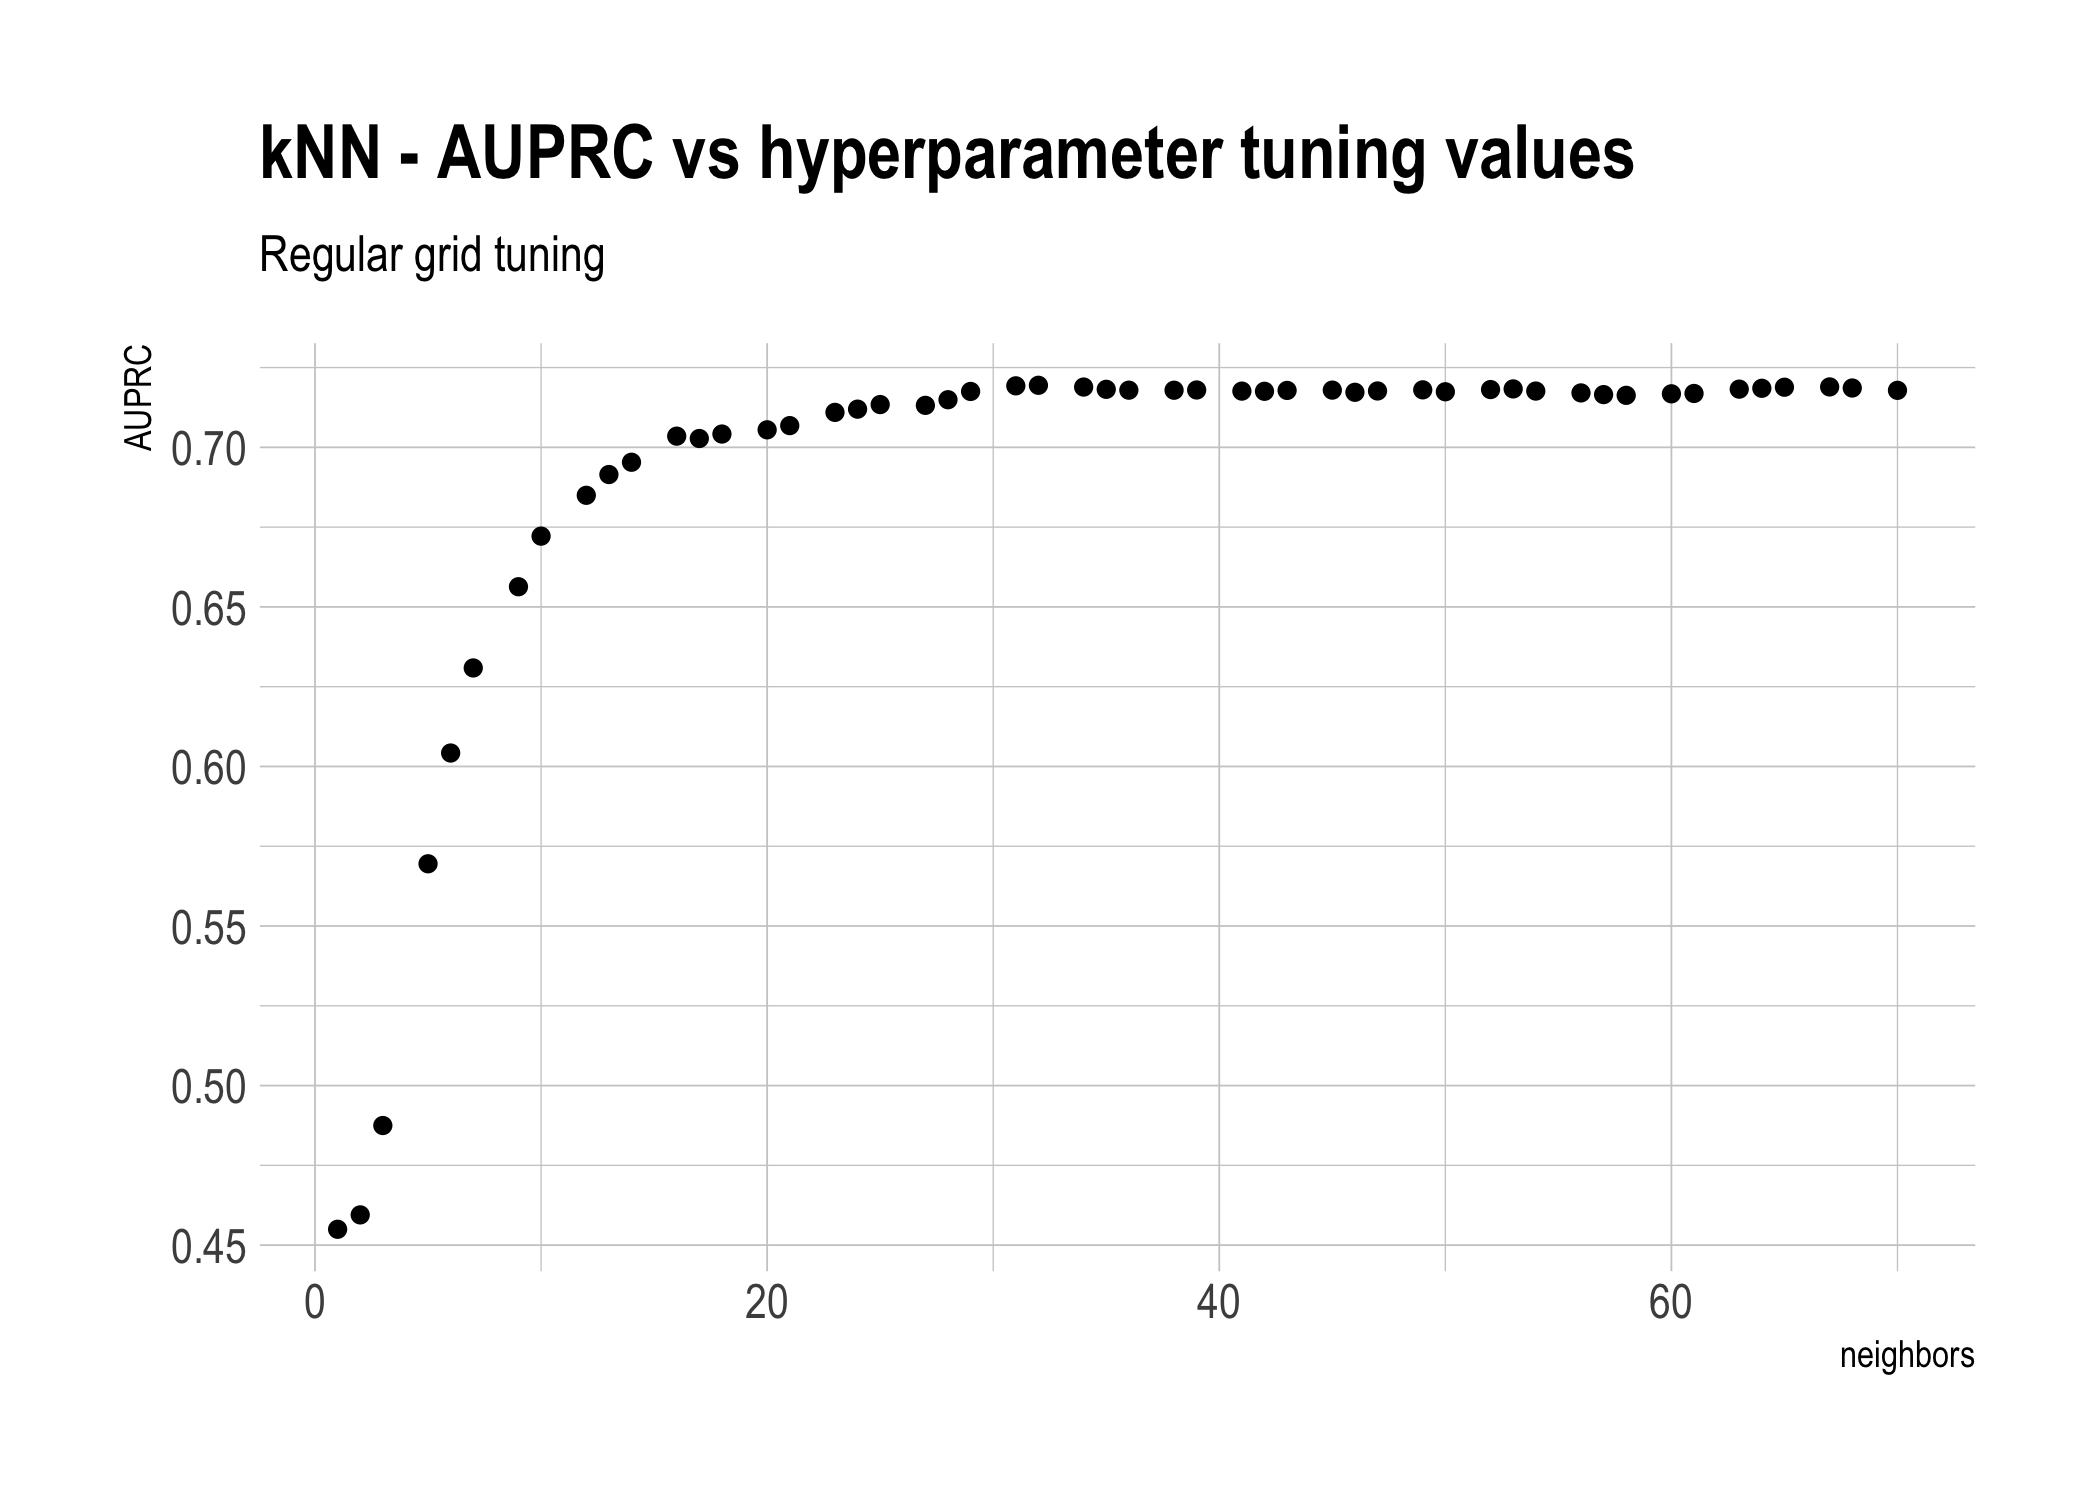 kNN - AUPRC vs hyperparameter tuning values
Regular grid tuning
AUPRC
0.70
0.65
0.60
0.55
0.50
0.45
0 20 40 60
neighbors